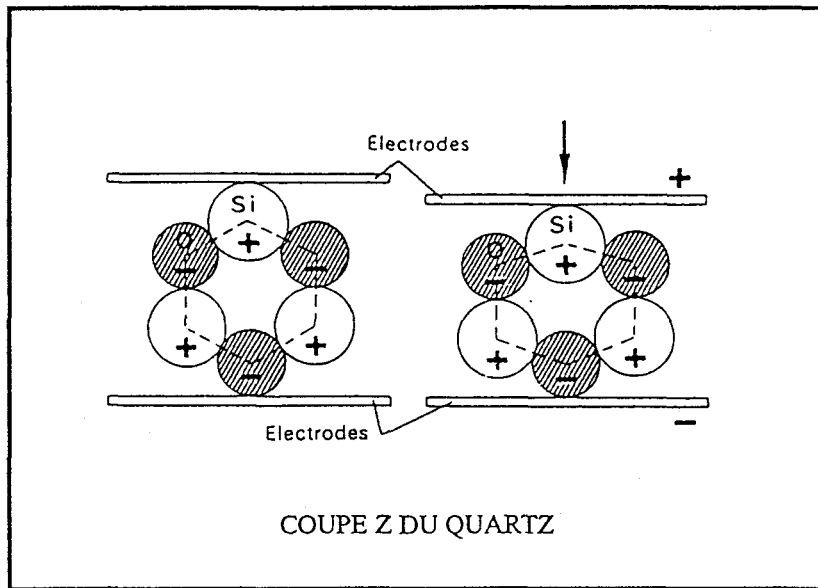 Electrodes
+
Si
+
O
-
-
+
+
-
Si
+
O
-
-
+
+
-
Electrodes
-
COUPE Z DU QUARTZ